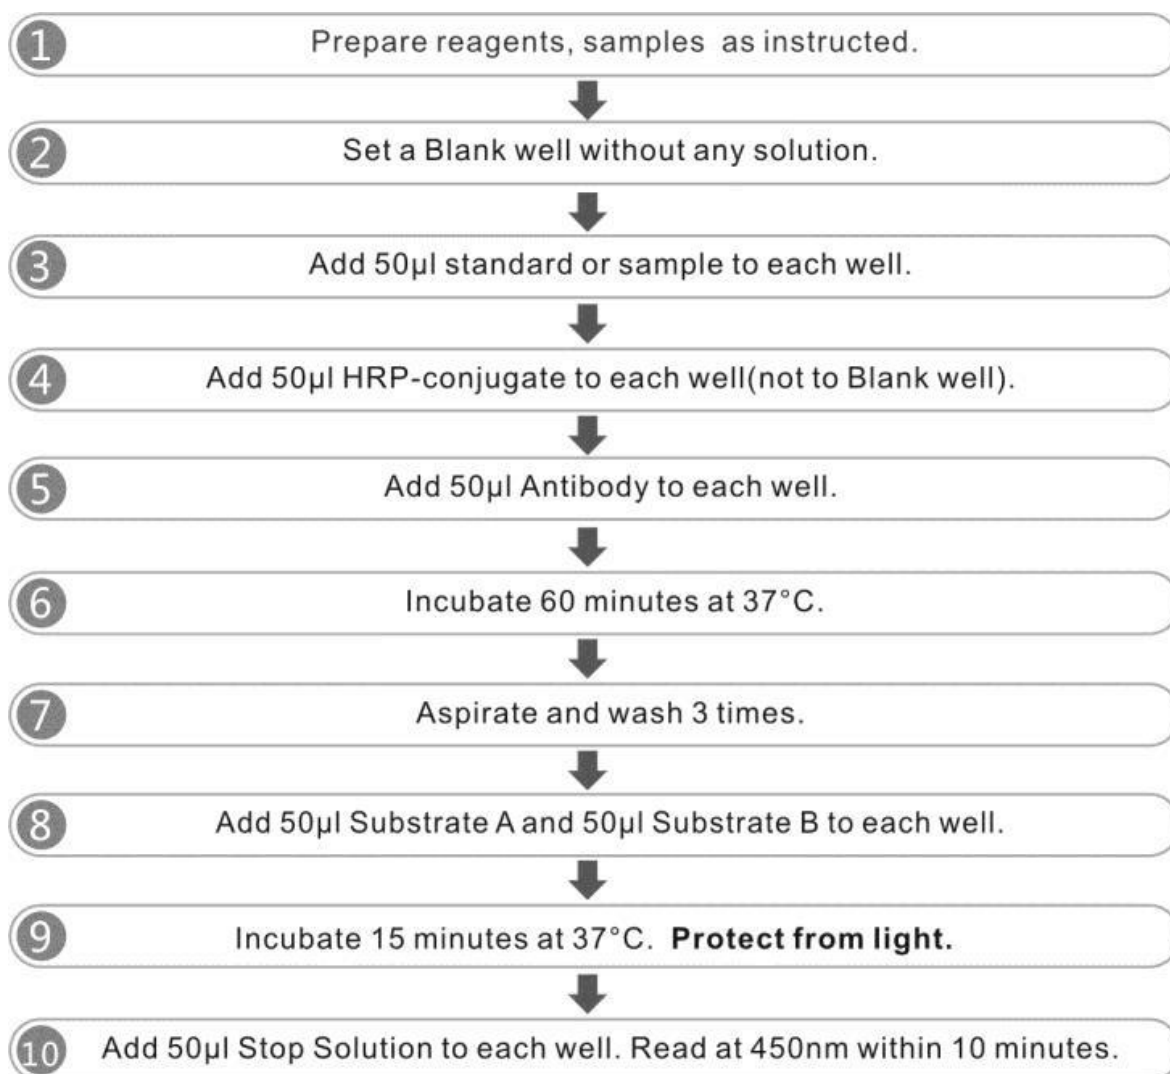 1 Prepare reagents, samples as instructed.
2 Set a Blank well without any solution.
3 Add 50μl standard or sample to each well.
4 Add 50μl HRP-conjugate to each well(not to Blank well).
5 Add 50μl Antibody to each well.
6 Incubate 60 minutes at 37°C.
7 Aspirate and wash 3 times.
8 Add 50μl Substrate A and 50μl Substrate B to each well.
9 Incubate 15 minutes at 37°C. Protect from light.
10 Add 50μl Stop Solution to each well. Read at 450nm within 10 minutes.